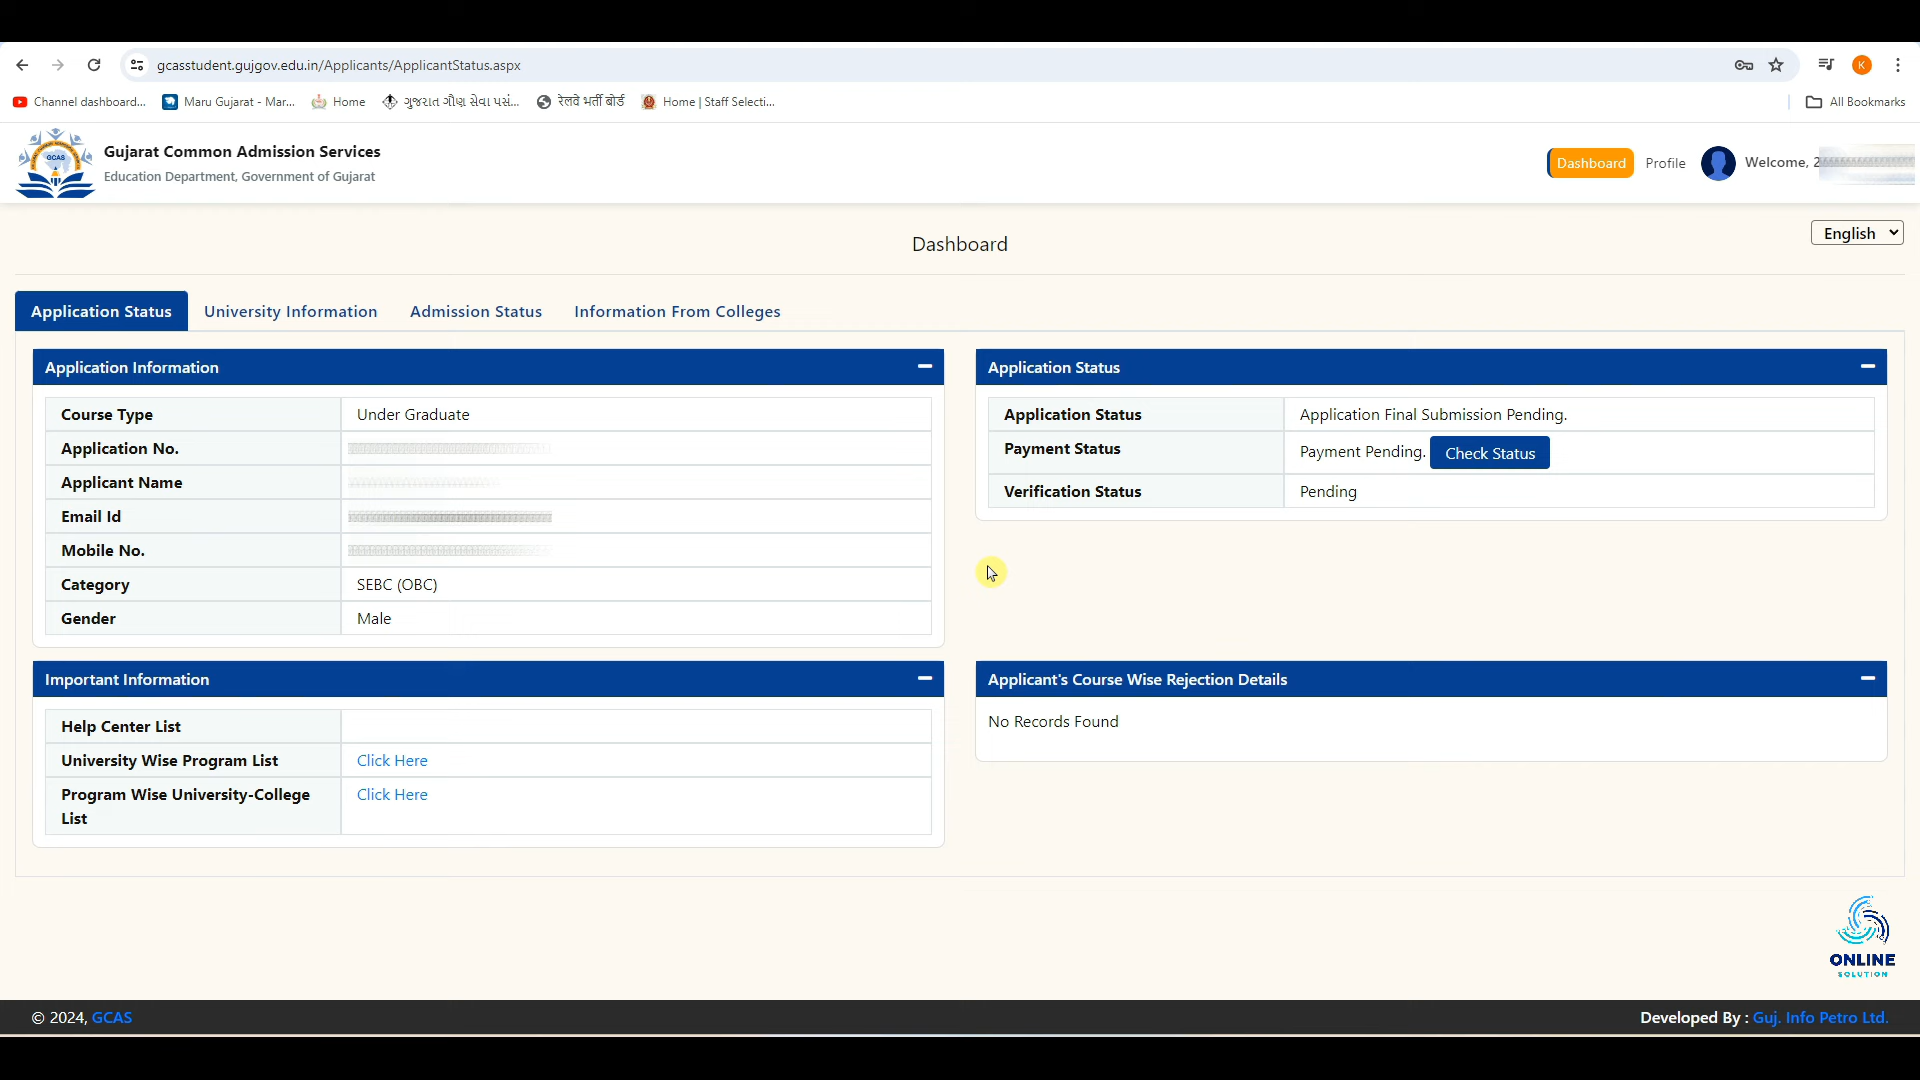 gcasstudent.gujgov.edu.in/Applicants/ApplicantStatus.aspx
K
Channel dashboard...
Maru Gujarat - Mar...
Home
ગુજરાત ગૌણ સેવા પસં...
रेलवे भर्ती बोर्ड
Home | Staff Selecti...
All Bookmarks
GCAS
Gujarat Common Admission Services
Education Department, Government of Gujarat
Dashboard
Profile
Welcome, 2
Dashboard
English
Application Status
University Information
Admission Status
Information From Colleges
Application Information
Course Type Under Graduate
Application No.
Applicant Name
Email Id
Mobile No.
Category SEBC (OBC)
Gender Male
Application Status
Application Status Application Final Submission Pending.
Payment Status Payment Pending. Check Status
Verification Status Pending
Important Information
Help Center List
University Wise Program List Click Here
Program Wise University-College
List
Click Here
Applicant's Course Wise Rejection Details
No Records Found
ONLINE
SOLUTION
© 2024, GCAS
Developed By : Guj. Info Petro Ltd.